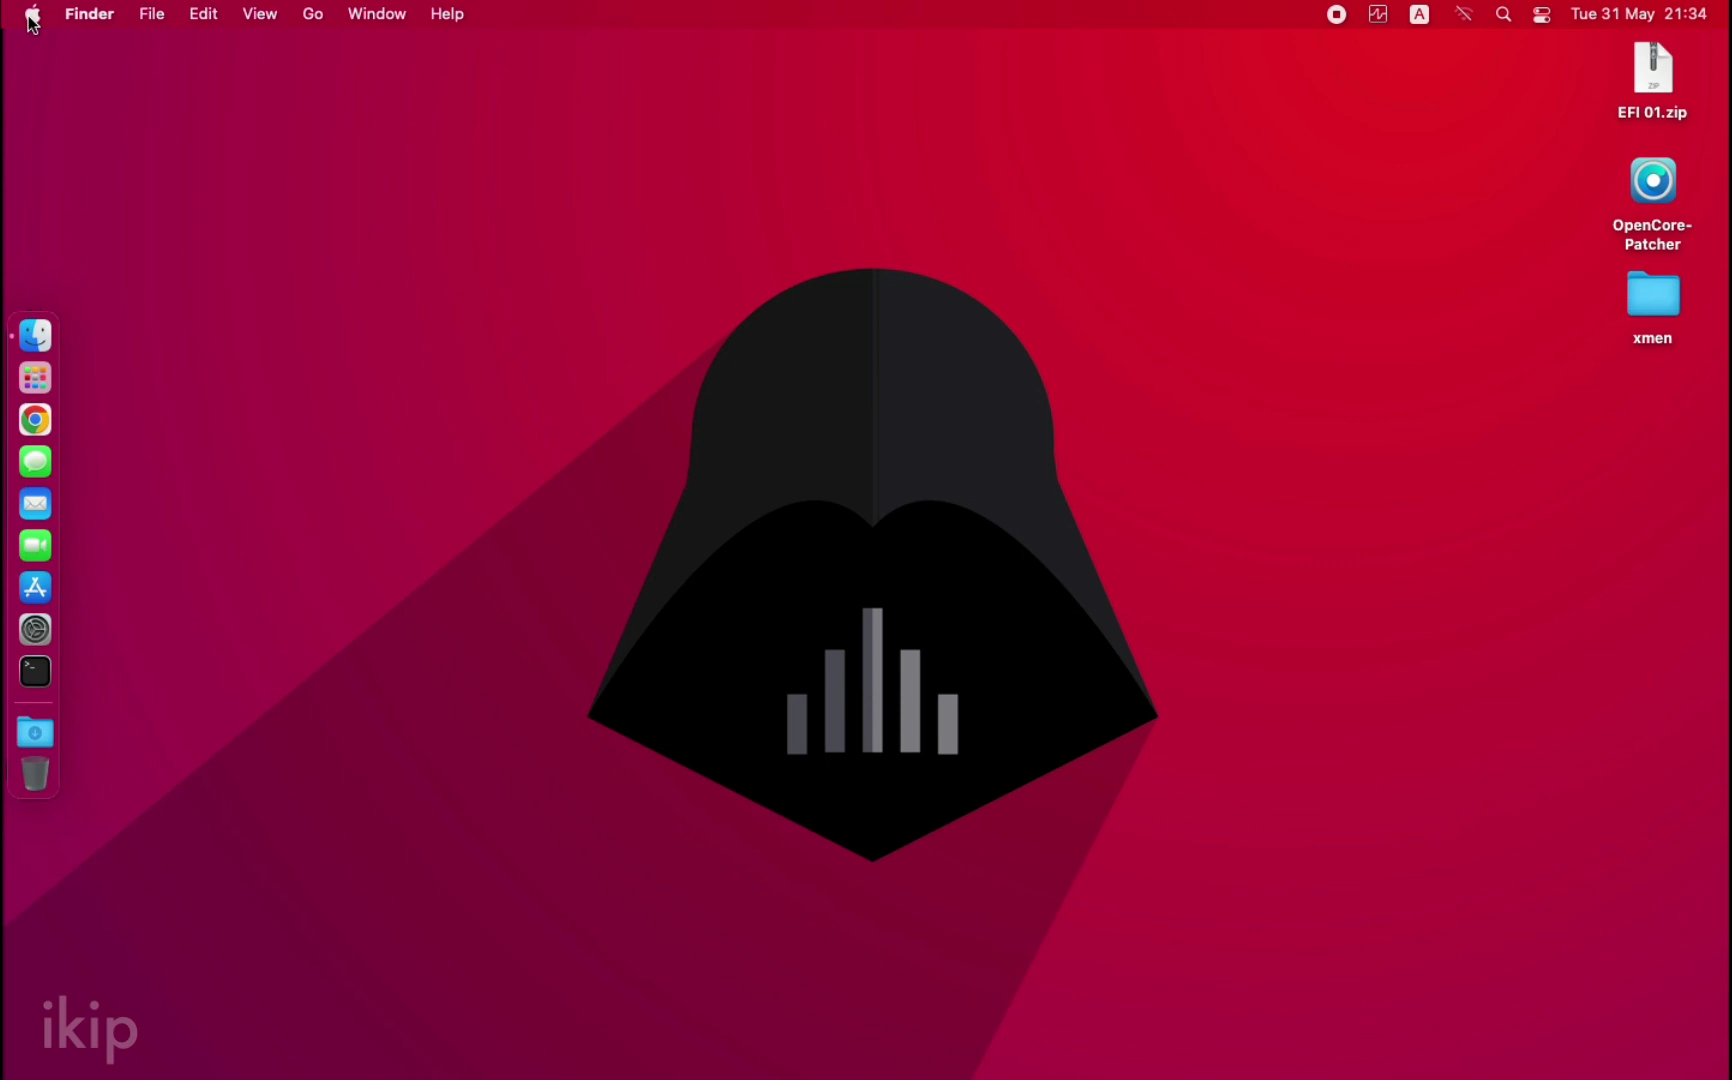 Finder File Edit View Go Window Help A Tue 31 May 21:34
ZIP
EFI 01.zip
OpenCore-
Patcher
xmen
ikip